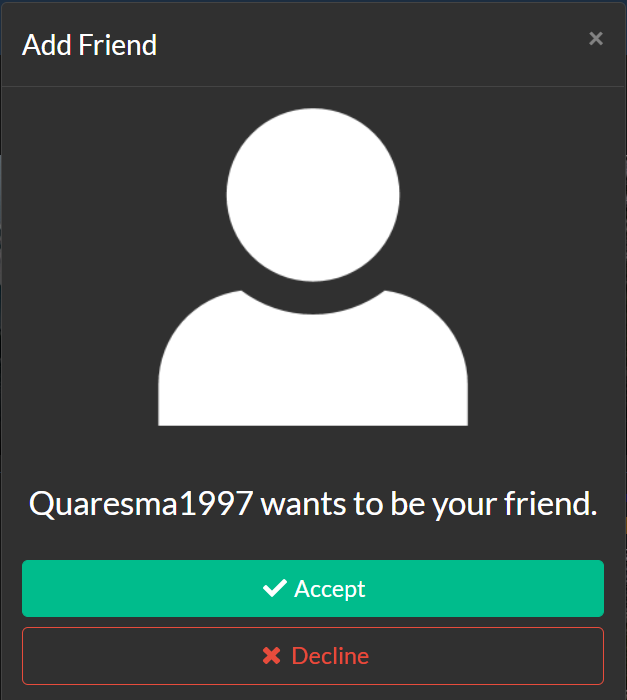 Add Friend
Quaresma1997 wants to be your friend.
Accept
Decline